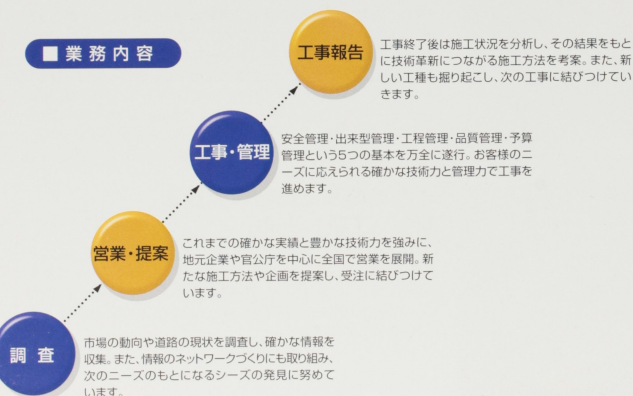 ■業務内容
工事報告
工事終了後は施工状況を分析し、その結果をもと
に技術革新につながる施工方法を考案。また、新
しい工種も掘り起こし、次の工事に結びつけてい
きます。
工事・管理
安全管理・出来型管理・工程管理・品質管理・予算
管理という5つの基本を万全に遂行。お客様のニ
ーズに応えられる確かな技術力と管理力で工事を
進めます。
営業・提案
これまでの確かな実績と豊かな技術力を強みに、
地元企業や官公庁を中心に全国で営業を展開。新
たな施工方法や企画を提案し、受注に結びつけて
います。
調査
市場の動向や道路の現状を調査し、確かな情報を
収集。また、情報のネットワークづくりにも取り組み、
次のニーズのもとになるシーズの発見に努めて
います。